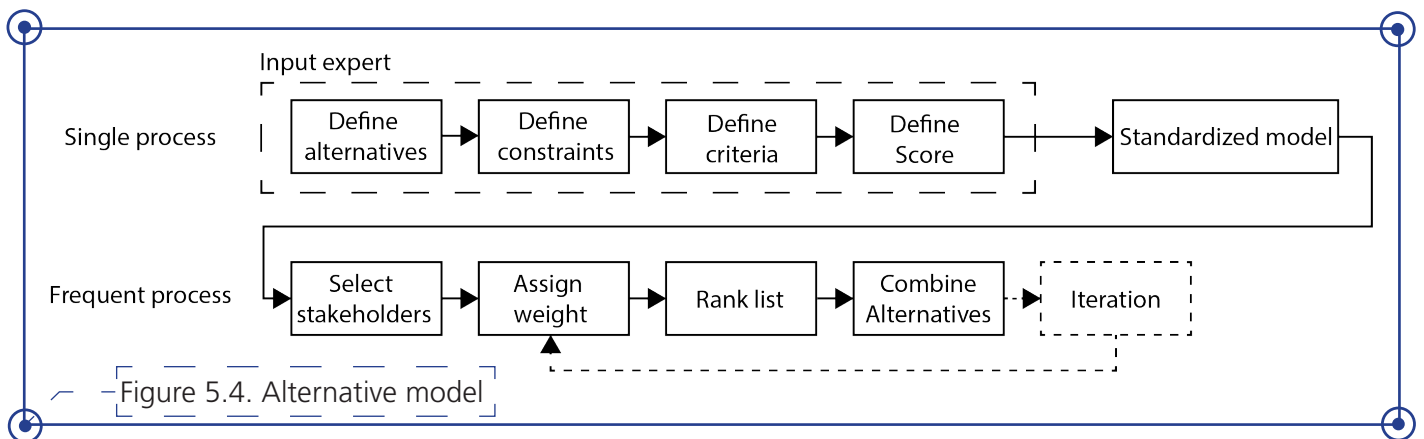 Input expert
Single process
Define
alternatives
Define
constraints
Define
criteria
Define
Score
Standardized model
Frequent process
Select
stakeholders
Assign
weight
Rank list
Combine
Alternatives
Iteration
Figure 5.4. Alternative model